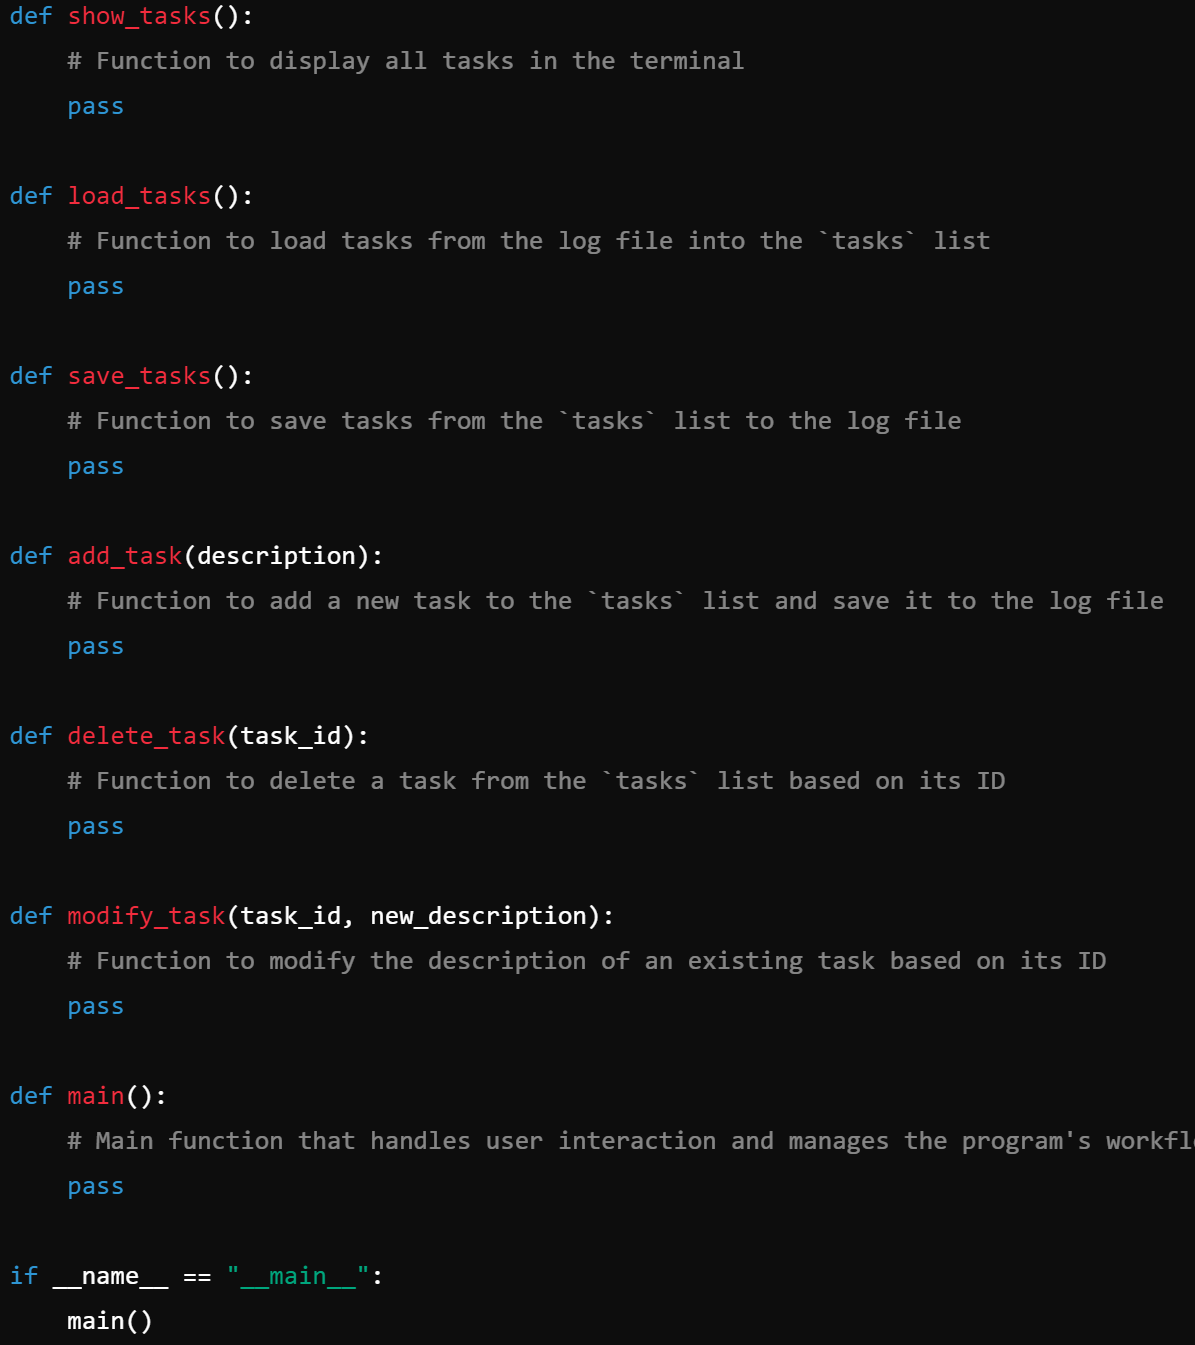 def show_tasks():
    # Function to display all tasks in the terminal
    pass
def load_tasks():
    # Function to load tasks from the log file into the `tasks` list
    pass
def save_tasks():
    # Function to save tasks from the `tasks` list to the log file
    pass
def add_task(description):
    # Function to add a new task to the `tasks` list and save it to the log file
    pass
def delete_task(task_id):
    # Function to delete a task from the `tasks` list based on its ID
    pass
def modify_task(task_id, new_description):
    # Function to modify the description of an existing task based on its ID
    pass
def main():
    # Main function that handles user interaction and manages the program's workfl
    pass
if __name__ == "__main__":
    main()